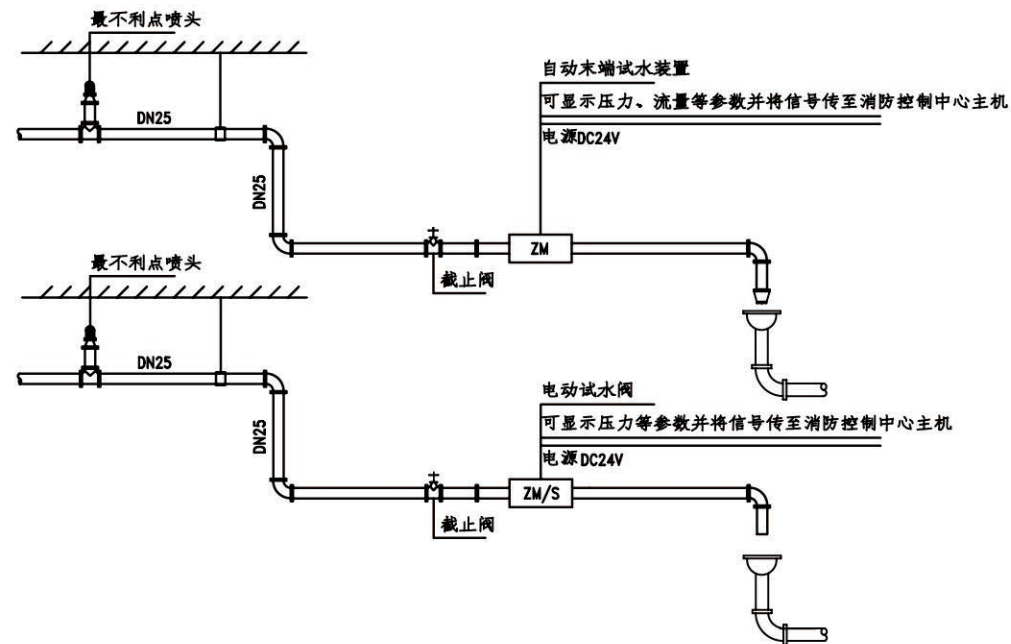 最不利点喷头
DN25
DN25
自动末端试水装置
可显示压力、流量等参数并将信号传至消防控制中心主机
电源DC24V
ZM
截止阀
最不利点喷头
DN25
DN25
电动试水阀
可显示压力等参数并将信号传至消防控制中心主机
电源DC24V
ZM/S
截止阀